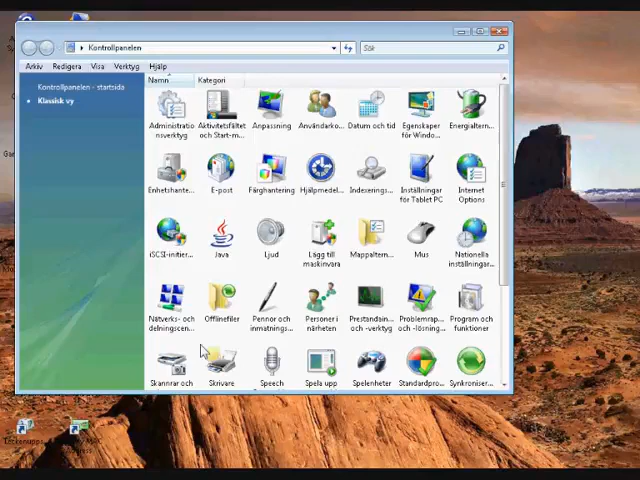 Kontrollpanelen
Sök
Arkiv Redigera Visa Verktyg Hjälp
Namn Kategori
Kontrollpanelen - startsida
Klassisk vy
Administratio... Aktivitetsfältet Anpassning Användarko... Datum och tid Egenskaper Energialtern...
nsverktyg och Start-m... för Windo...
Enhetshante... E-post Färghantering Hjälpmedel... Indexerings... Inställningar Internet
för Tablet PC Options
iSCSI-initier... Java Ljud Lägg till Mappaltern... Mus Nationella
maskinvara inställningar...
Nätverks- och Offlinefiler Pennor och Personer i Prestandain... Problemrap... Program och
delningscen... inmatnings... närheten och -verktyg och -lösning... funktioner
Skannrar och Skrivare Speech Spela upp Spelenheter Standardpro... Synkroniser...